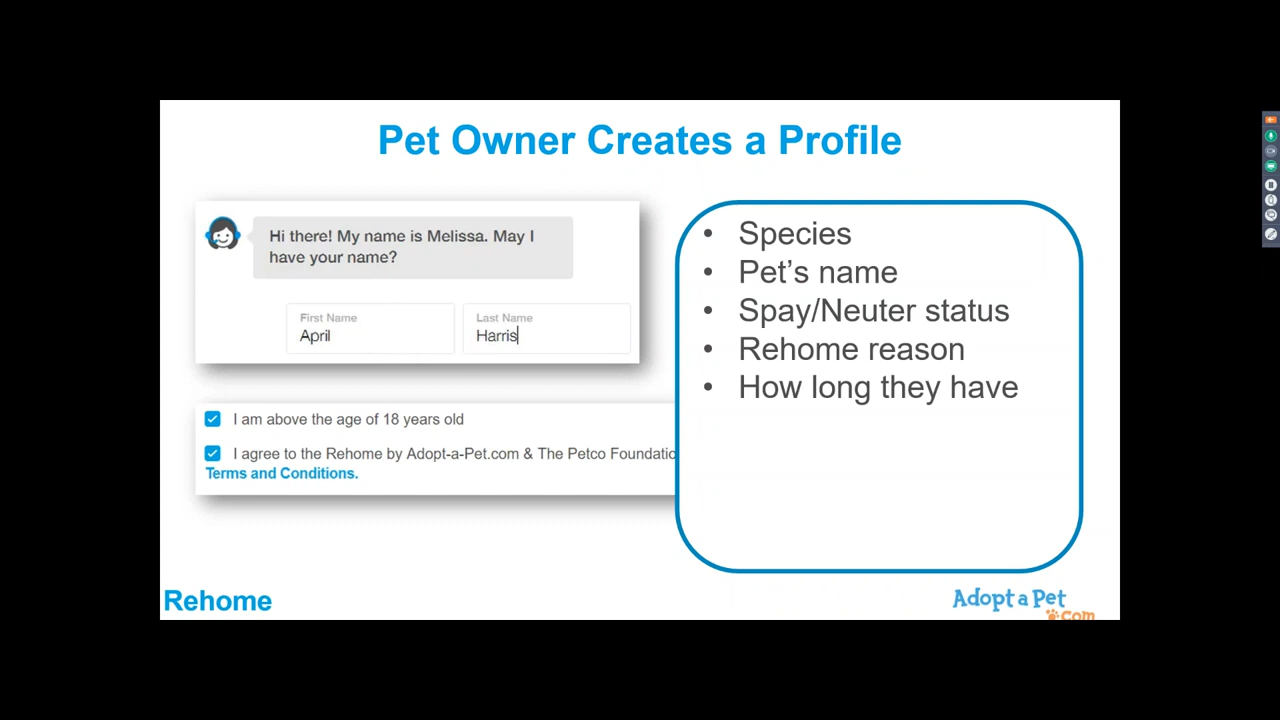 Pet Owner Creates a Profile
Hi there! My name is Melissa. May I
have your name?
First Name
April
Last Name
Harris
I am above the age of 18 years old
I agree to the Rehome by Adopt-a-Pet.com & The Petco Foundatio
Terms and Conditions.
• Species
• Pet's name
• Spay/Neuter status
• Rehome reason
• How long they have
Rehome
Adopt a Pet
.com